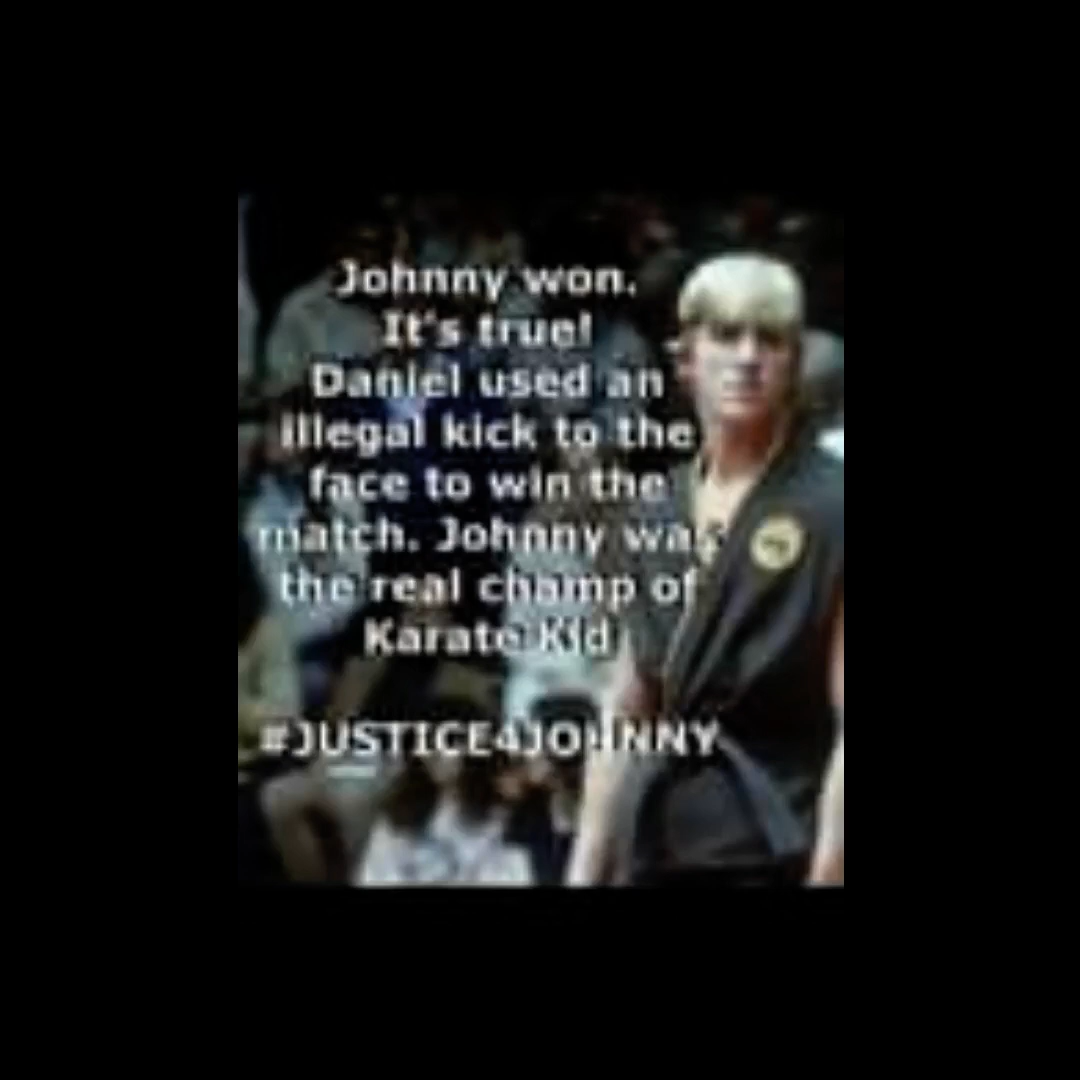 Johnny won.
It's true!
Daniel used an
illegal kick to the
face to win the
match. Johnny was
the real champ of
Karate Kid
#JUSTICE4JOHNNY